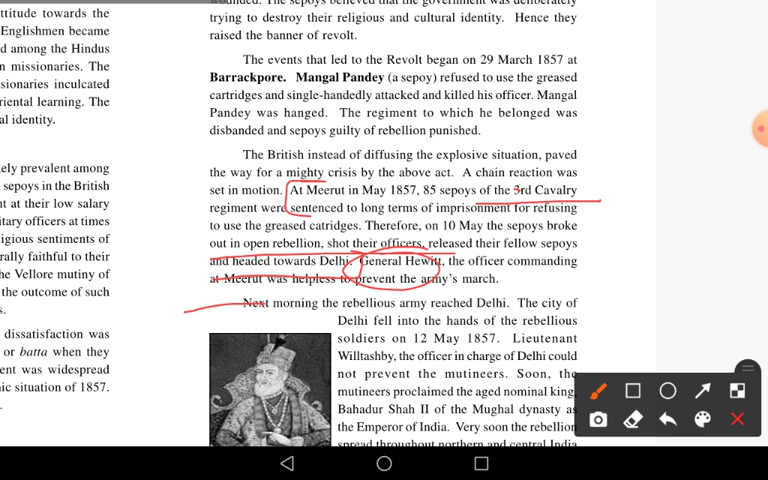 ttitude towards the
Englishmen became
d among the Hindus
n missionaries. The
sionaries inculcated
riental learning. The
al identity.
ely prevalent among
sepoys in the British
nt at their low salary
itary officers at times
igious sentiments of
rally faithful to their
he Vellore mutiny of
the outcome of such
s.
dissatisfaction was
or batta when they
ent was widespread
ic situation of 1857.
wounded. The sepoys believed that the government was deliberately
trying to destroy their religious and cultural identity. Hence they
raised the banner of revolt.
The events that led to the Revolt began on 29 March 1857 at
Barrackpore. Mangal Pandey (a sepoy) refused to use the greased
cartridges and single-handedly attacked and killed his officer. Mangal
Pandey was hanged. The regiment to which he belonged was
disbanded and sepoys guilty of rebellion punished.
The British instead of diffusing the explosive situation, paved
the way for a mighty crisis by the above act. A chain reaction was
set in motion. At Meerut in May 1857, 85 sepoys of the 3rd Cavalry
regiment were sentenced to long terms of imprisonment for refusing
to use the greased catridges. Therefore, on 10 May the sepoys broke
out in open rebellion, shot their officers, released their fellow sepoys
and headed towards Delhi. General Hewitt, the officer commanding
at Meerut was helpless to prevent the army's march.
Next morning the rebellious army reached Delhi. The city of
Delhi fell into the hands of the rebellious
soldiers on 12 May 1857. Lieutenant
Willtashby, the officer in charge of Delhi could
not prevent the mutineers. Soon, the
mutineers proclaimed the aged nominal king,
Bahadur Shah II of the Mughal dynasty as
the Emperor of India. Very soon the rebellion
spread throughout northern and central India